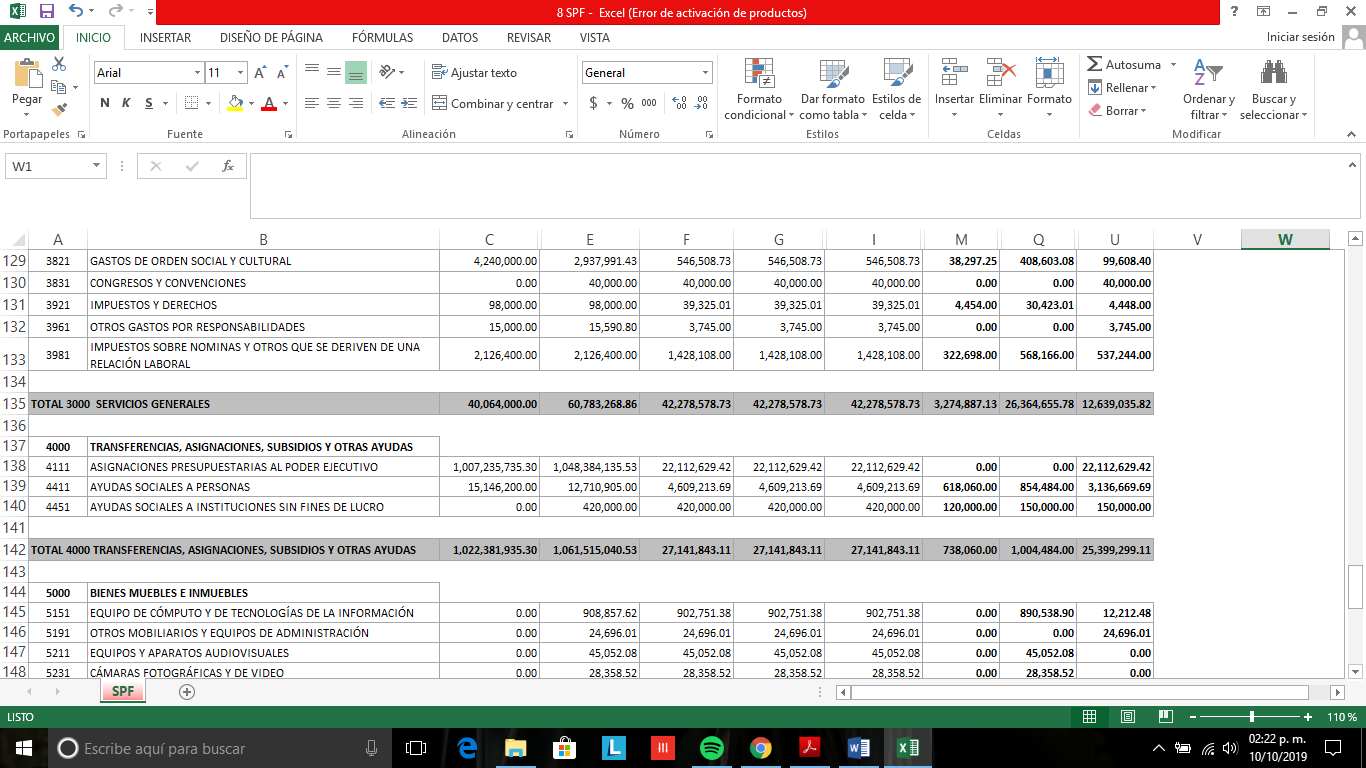 8 SPF - Excel (Error de activación de productos)
ARCHIVO INICIO INSERTAR DISEÑO DE PÁGINA FÓRMULAS DATOS REVISAR VISTA Iniciar sesión
Pegar
Portapapeles
Arial 11
N K S
Fuente
Ajustar texto
Combinar y centrar
Alineación
General
$ % 000
Número
Formato condicional
Dar formato como tabla
Estilos de celda
Estilos
Insertar Eliminar Formato
Celdas
Autosuma
Rellenar
Borrar
Ordenar y filtrar
Buscar y seleccionar
Modificar
W1 fx
A B C E F G I M Q U V W
129 3821 GASTOS DE ORDEN SOCIAL Y CULTURAL 4,240,000.00 2,937,991.43 546,508.73 546,508.73 546,508.73 38,297.25 408,603.08 99,608.40
130 3831 CONGRESOS Y CONVENCIONES 0.00 40,000.00 40,000.00 40,000.00 40,000.00 0.00 0.00 40,000.00
131 3921 IMPUESTOS Y DERECHOS 98,000.00 98,000.00 39,325.01 39,325.01 39,325.01 4,454.00 30,423.01 4,448.00
132 3961 OTROS GASTOS POR RESPONSABILIDADES 15,000.00 15,590.80 3,745.00 3,745.00 3,745.00 0.00 0.00 3,745.00
133 3981 IMPUESTOS SOBRE NOMINAS Y OTROS QUE SE DERIVEN DE UNA
RELACIÓN LABORAL 2,126,400.00 2,126,400.00 1,428,108.00 1,428,108.00 1,428,108.00 322,698.00 568,166.00 537,244.00
134
135 TOTAL 3000 SERVICIOS GENERALES 40,064,000.00 60,783,268.86 42,278,578.73 42,278,578.73 42,278,578.73 3,274,887.13 26,364,655.78 12,639,035.82
136
137 4000 TRANSFERENCIAS, ASIGNACIONES, SUBSIDIOS Y OTRAS AYUDAS
138 4111 ASIGNACIONES PRESUPUESTARIAS AL PODER EJECUTIVO 1,007,235,735.30 1,048,384,135.53 22,112,629.42 22,112,629.42 22,112,629.42 0.00 0.00 22,112,629.42
139 4411 AYUDAS SOCIALES A PERSONAS 15,146,200.00 12,710,905.00 4,609,213.69 4,609,213.69 4,609,213.69 618,060.00 854,484.00 3,136,669.69
140 4451 AYUDAS SOCIALES A INSTITUCIONES SIN FINES DE LUCRO 0.00 420,000.00 420,000.00 420,000.00 420,000.00 120,000.00 150,000.00 150,000.00
141
142 TOTAL 4000 TRANSFERENCIAS, ASIGNACIONES, SUBSIDIOS Y OTRAS AYUDAS 1,022,381,935.30 1,061,515,040.53 27,141,843.11 27,141,843.11 27,141,843.11 738,060.00 1,004,484.00 25,399,299.11
143
144 5000 BIENES MUEBLES E INMUEBLES
145 5151 EQUIPO DE CÓMPUTO Y DE TECNOLOGÍAS DE LA INFORMACIÓN 0.00 908,857.62 902,751.38 902,751.38 902,751.38 0.00 890,538.90 12,212.48
146 5191 OTROS MOBILIARIOS Y EQUIPOS DE ADMINISTRACIÓN 0.00 24,696.01 24,696.01 24,696.01 24,696.01 0.00 0.00 24,696.01
147 5211 EQUIPOS Y APARATOS AUDIOVISUALES 0.00 45,052.08 45,052.08 45,052.08 45,052.08 0.00 45,052.08 0.00
148 5231 CÁMARAS FOTOGRÁFICAS Y DE VIDEO 0.00 28,358.52 28,358.52 28,358.52 28,358.52 0.00 28,358.52 0.00
SPF
LISTO 110 %
Escribe aquí para buscar
02:22 p. m.
10/10/2019